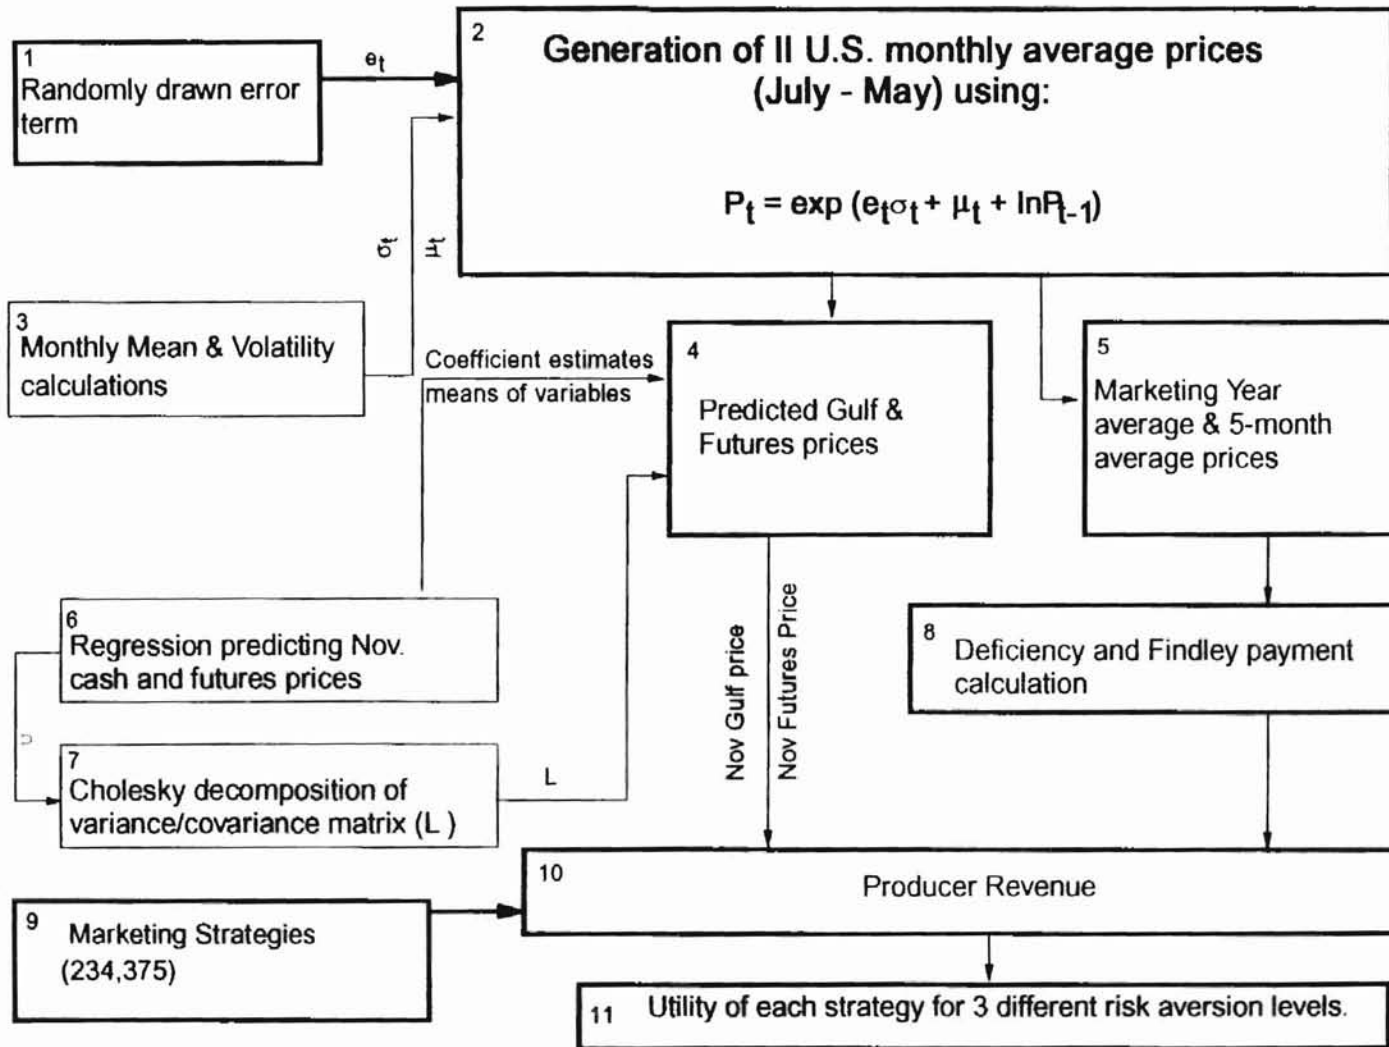 1
Randomly drawn error
term
e_t
2
Generation of II U.S. monthly average prices
(July - May) using:
P_t = exp (e_tσ_t + μ_t + lnP_t-1)
σ_t
μ_t
3
Monthly Mean & Volatility
calculations
Coefficient estimates
means of variables
4
Predicted Gulf &
Futures prices
5
Marketing Year
average & 5-month
average prices
6
Regression predicting Nov.
cash and futures prices
7
Cholesky decomposition of
variance/covariance matrix (L )
L
Nov Gulf price
Nov Futures Price
8
Deficiency and Findley payment
calculation
9
Marketing Strategies
(234,375)
10
Producer Revenue
11
Utility of each strategy for 3 different risk aversion levels.